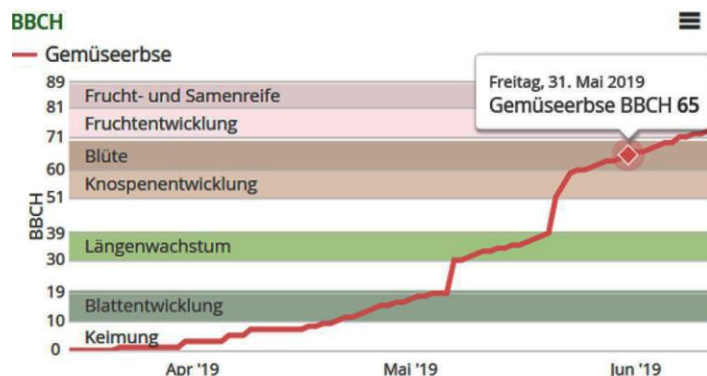 BBCH
Gemüseerbse
Freitag, 31. Mai 2019
Gemüseerbse BBCH 65
89
Frucht- und Samenreife
81
Fruchtentwicklung
71
Blüte
60
Knospenentwicklung
51
39
Längenwachstum
30
19
Blattentwicklung
10
Keimung
0
BBCH
Apr '19
Mai '19
Jun '19